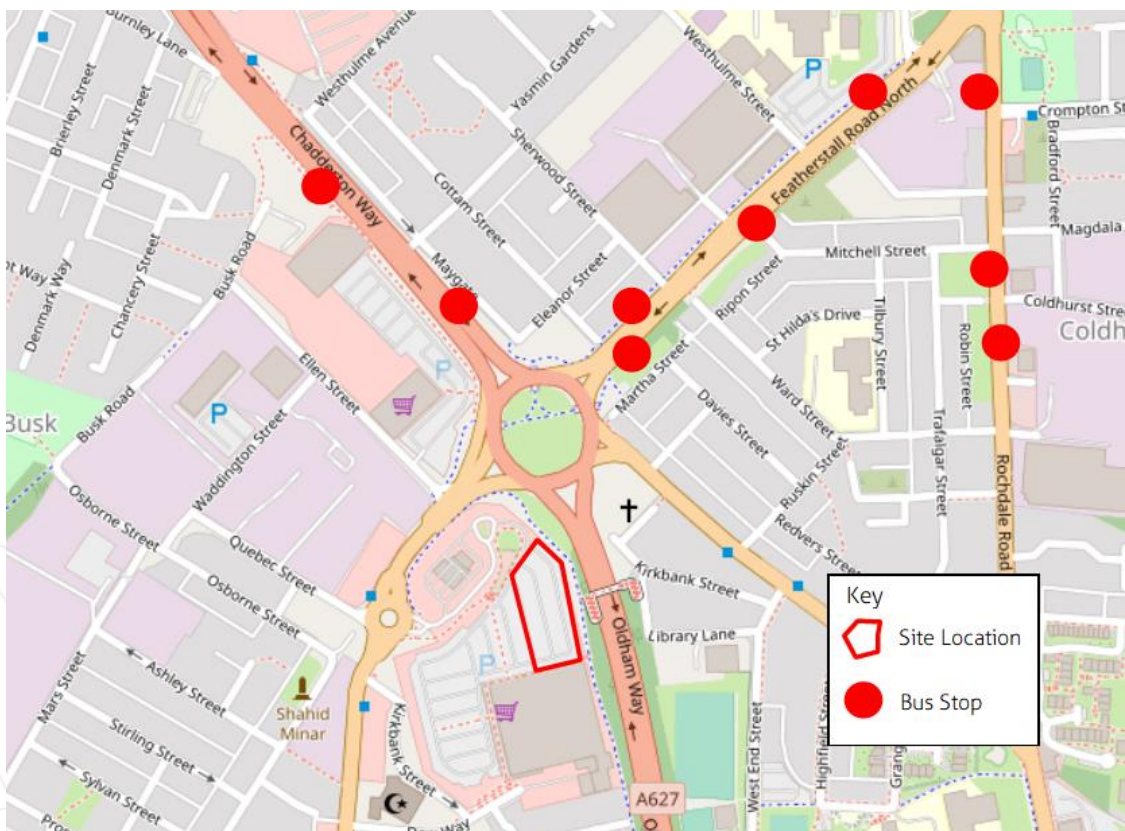 Burnley Lane
Westhulme Avenue
Yasmin Gardens
Westhulme Street
P
Featherstall Road North
Crompton St
Brierley Street
Denmark Street
Chadderton Way
Sherwood Street
Bradford Street
Cottam Street
Magdala
Busk Road
Mitchell Street
nt Way
Chancery Street
Denmark Way
Maygate
Eleanor Street
Ripon Street
Coldhurst Street
St Hilda's Drive
Tilbury Street
Robin Street
Coldh
P
Ellen Street
Martha Street
Ward Street
Davies Street
Trafalgar Street
Busk
P
Busk Road
Waddington Street
Ruskin Street
Rochdale Road
Osborne Street
Redvers Street
Quebec Street
Kirkbank Street
Osborne Street
Library Lane
Oldham Way
P
Ashley Street
Mars Street
Shahid
Minar
Kirkbank Street
Stirling Street
Sylvan Street
West End Street
Highfield Street
Grang
A627
O
Key
Site Location
Bus Stop